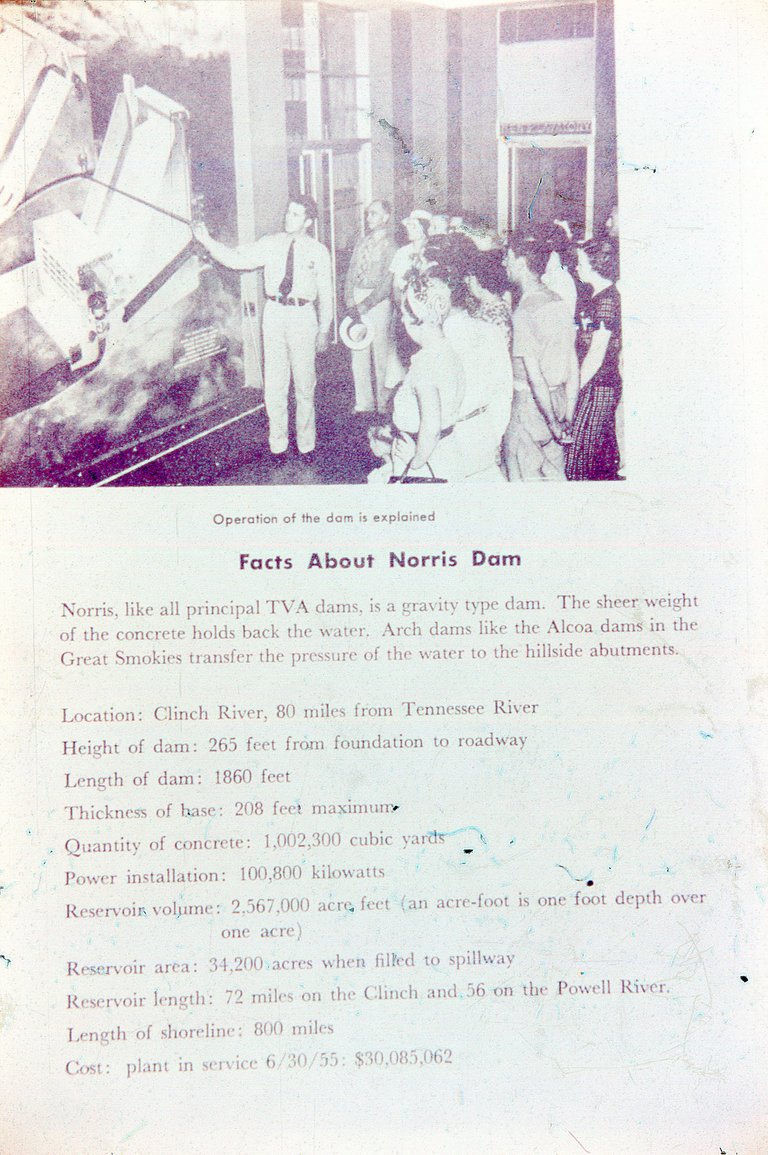 Operation of the dam is explained
Facts About Norris Dam
Norris, like all principal TVA dams, is a gravity type dam. The sheer weight
of the concrete holds back the water. Arch dams like the Alcoa dams in the
Great Smokies transfer the pressure of the water to the hillside abutments.
Location: Clinch River, 80 miles from Tennessee River
Height of dam: 265 feet from foundation to roadway
Length of dam: 1860 feet
Thickness of base: 208 feet maximum
Quantity of concrete: 1,002,300 cubic yards
Power installation: 100,800 kilowatts
Reservoir volume: 2,567,000 acre feet (an acre-foot is one foot depth over
one acre)
Reservoir area: 34,200 acres when filled to spillway
Reservoir length: 72 miles on the Clinch and 56 on the Powell River.
Length of shoreline: 800 miles
Cost: plant in service 6/30/55: $30,085,062